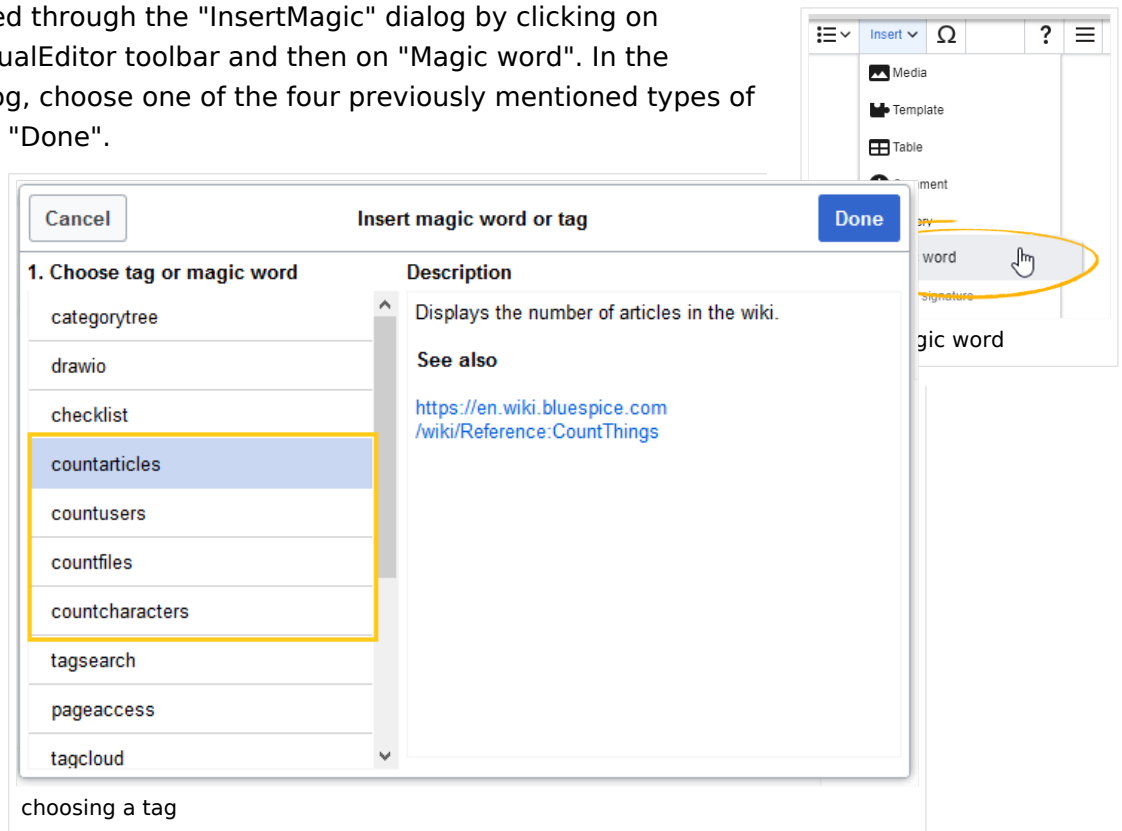 ed through the "InsertMagic" dialog by clicking on
ualEditor toolbar and then on "Magic word". In the
og, choose one of the four previously mentioned types of
"Done".
Insert Ω ?
Media
Template
Table
ment
word
signature
gic word
Cancel
Insert magic word or tag
Done
1. Choose tag or magic word
categorytree
drawio
checklist
countarticles
countusers
countfiles
countcharacters
tagsearch
pageaccess
tagcloud
Description
Displays the number of articles in the wiki.
See also
https://en.wiki.bluespice.com
/wiki/Reference:CountThings
choosing a tag